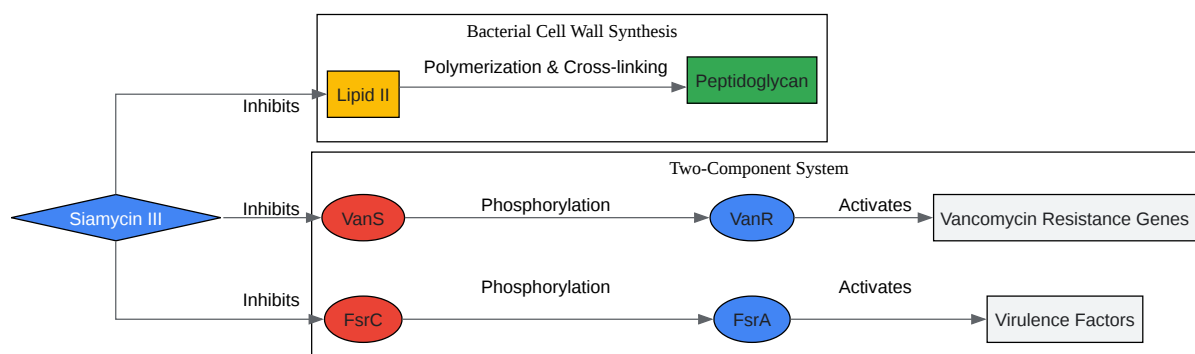 Bacterial Cell Wall Synthesis
Polymerization & Cross-linking
Lipid II
Peptidoglycan
Inhibits
Two-Component System
Siamycin III
Inhibits
VanS
Phosphorylation
VanR
Activates
Vancomycin Resistance Genes
Inhibits
FsrC
Phosphorylation
FsrA
Activates
Virulence Factors